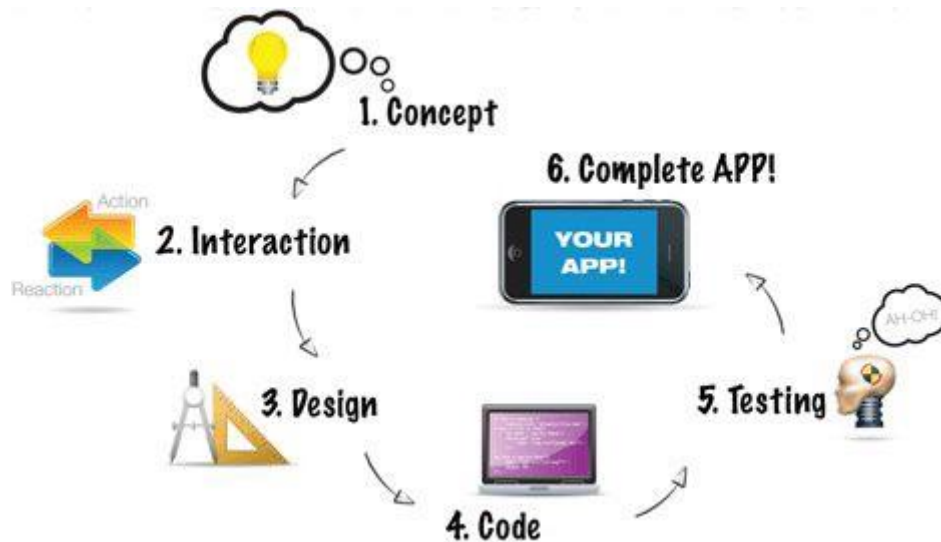 1. Concept
2. Interaction
Action
Reaction
3. Design
4. Code
5. Testing
AH-OH!
6. Complete APP!
YOUR
APP!